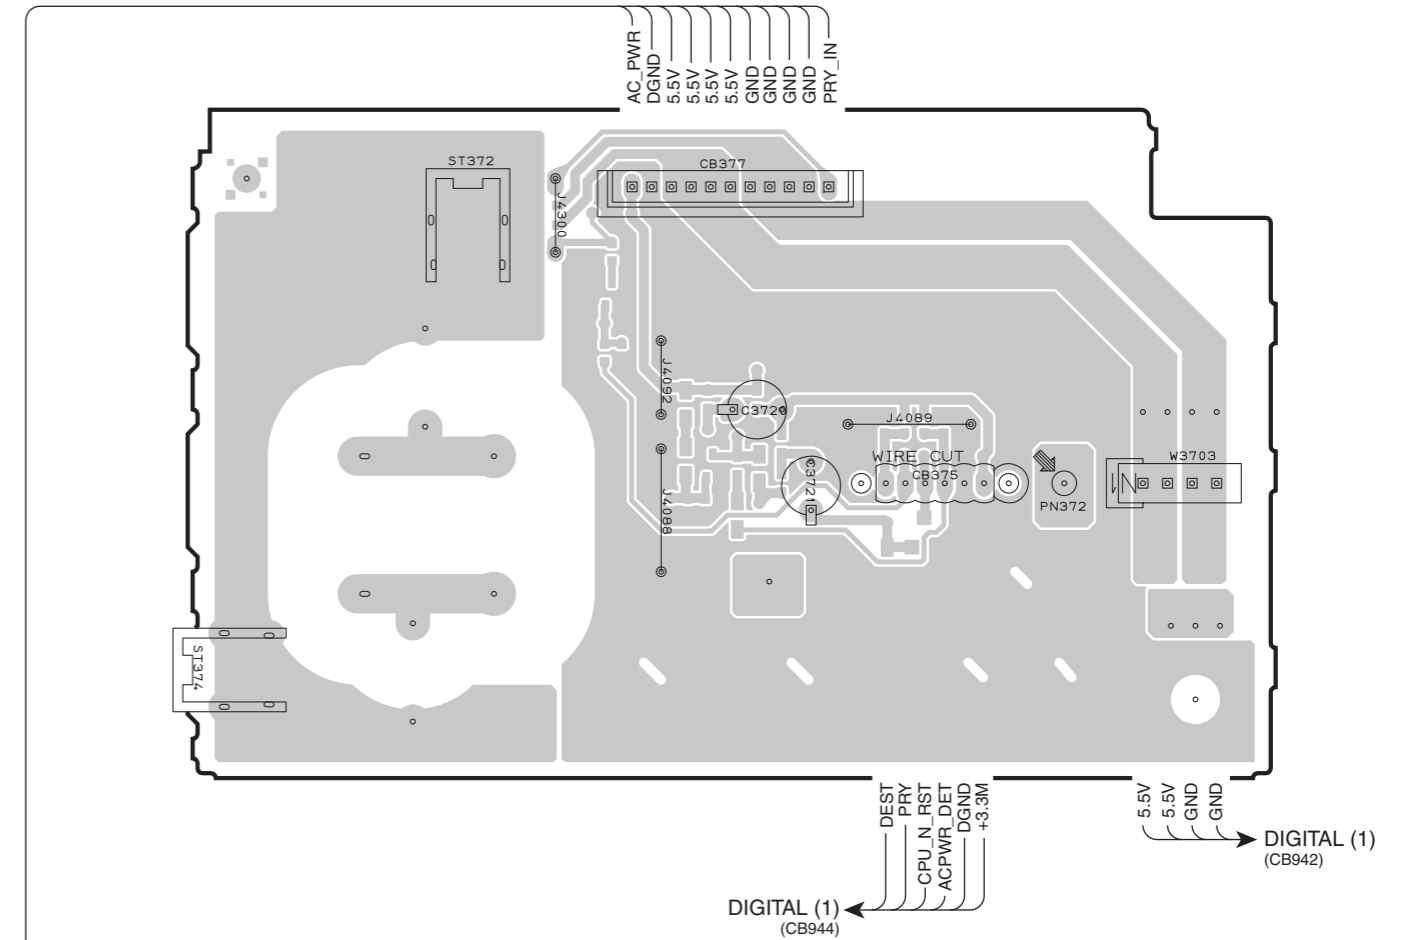 AC_PWR
DGND
5.5V
5.5V
5.5V
5.5V
GND
GND
GND
GND
PRY_IN
ST372
CB377
J4300
J4092
C3720
J4089
WIRE CUT
CB375
C3721
J4088
PN372
W3703
ST374
DEST
PRY
CPU_N_RST
ACPWR_DET
DGND
+3.3M
5.5V
5.5V
GND
GND
DIGITAL (1)
(CB942)
DIGITAL (1)
(CB944)